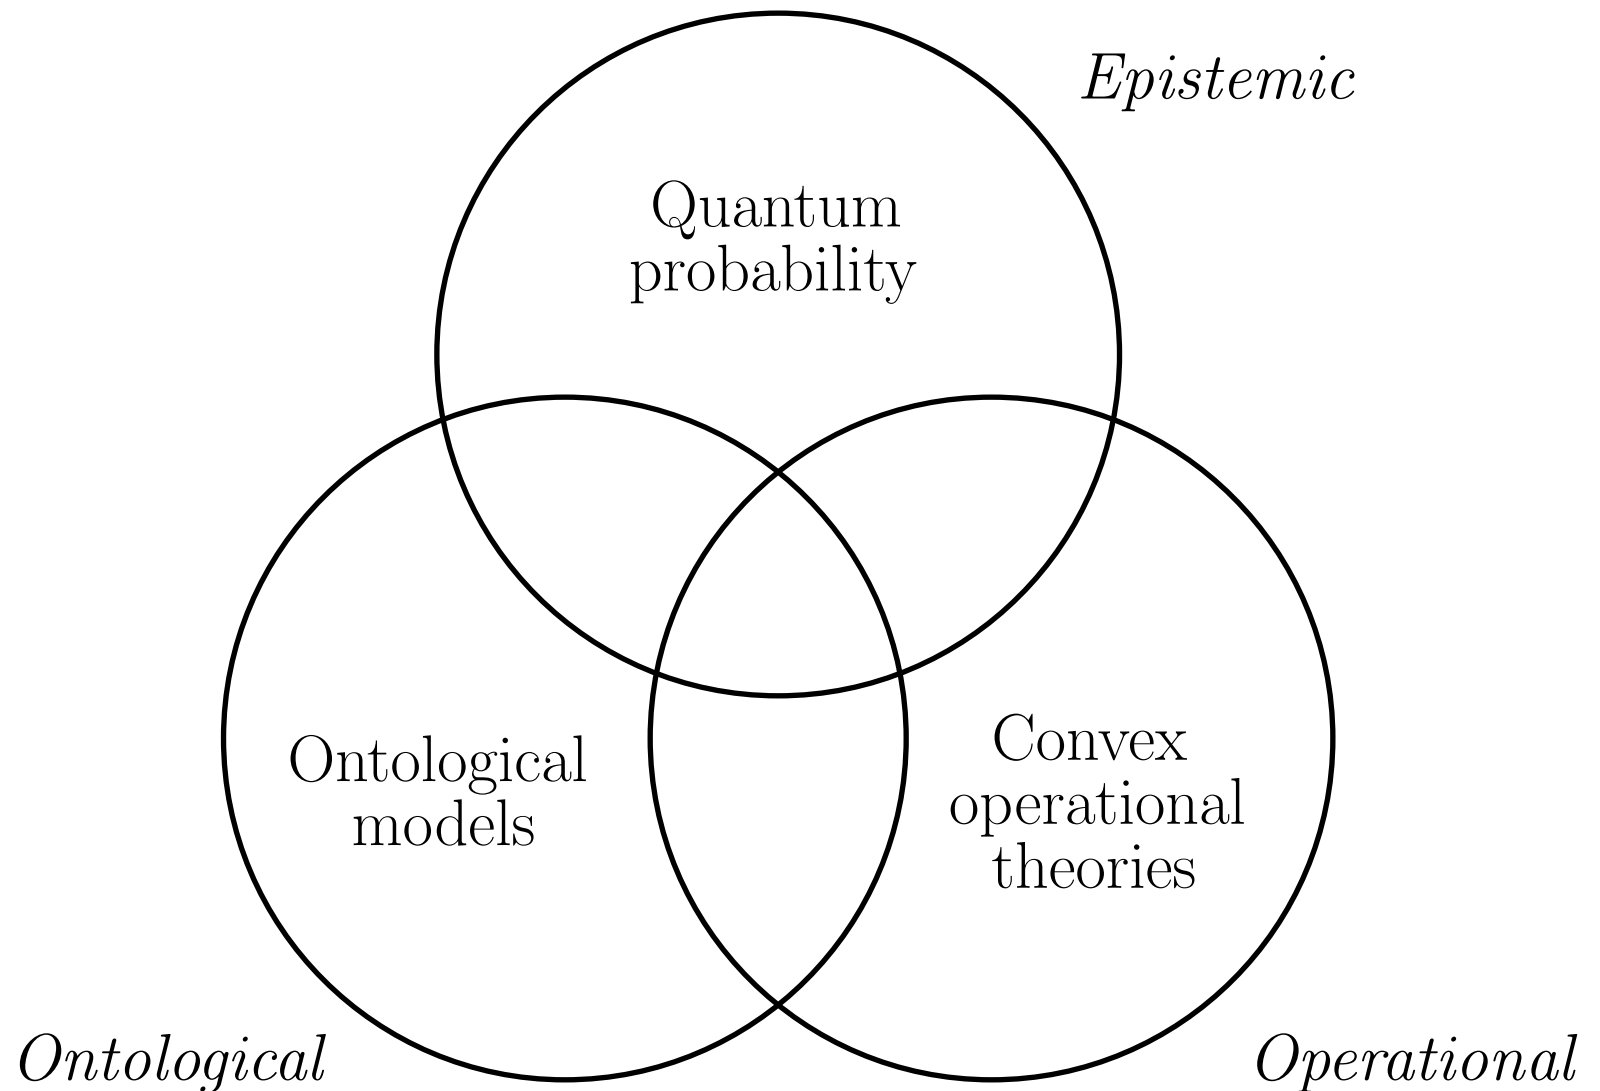 Epistemic
Quantum
probability
Ontological
models
Convex
operational
theories
Ontological
Operational